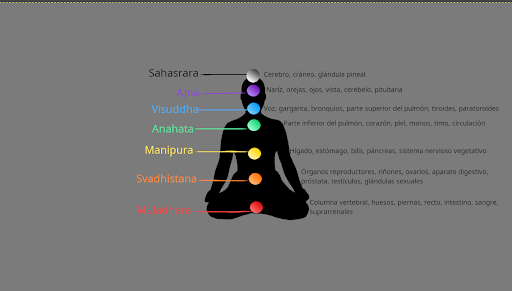 Sahasrara
Cerebro, cráneo, glándula pineal
Ajna
Nariz, orejas, ojos, vista, cerebelo, pituitaria
Visuddha
Voz, garganta, bronquios, parte superior del pulmón, tiroides, paratoroides
Anahata
Parte inferior del pulmón, corazón, piel, manos, timo, circulación
Manipura
Hígado, estómago, bilis, páncreas, sistema nervioso vegetativo
Svadhistana
Organos reproductores, riñones, ovarios, aparato digestivo,
próstata, testículos, glándulas sexuales
Columna vertebral, huesos, piernas, recto, intestino, sangre,
suprarrenales